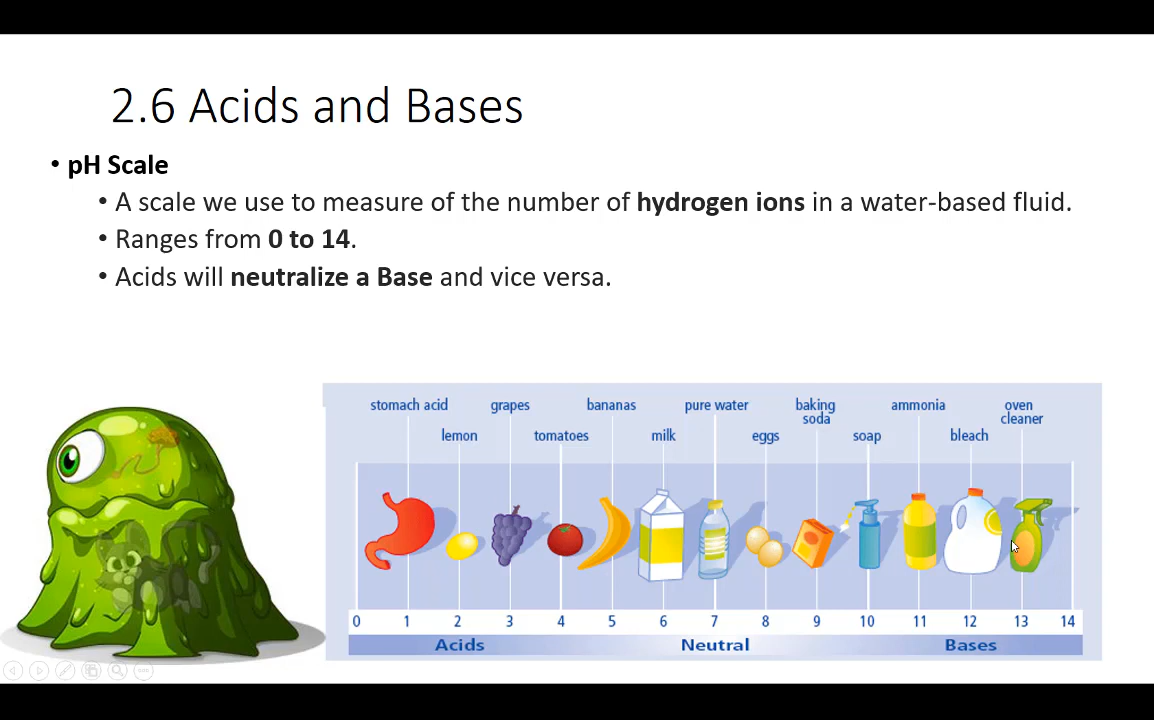 2.6 Acids and Bases
• pH Scale
• A scale we use to measure of the number of hydrogen ions in a water-based fluid.
• Ranges from 0 to 14.
• Acids will neutralize a Base and vice versa.
stomach acid grapes bananas pure water baking soda ammonia oven cleaner
lemon tomatoes milk eggs soap bleach
0 1 2 3 4 5 6 7 8 9 10 11 12 13 14
Acids Neutral Bases